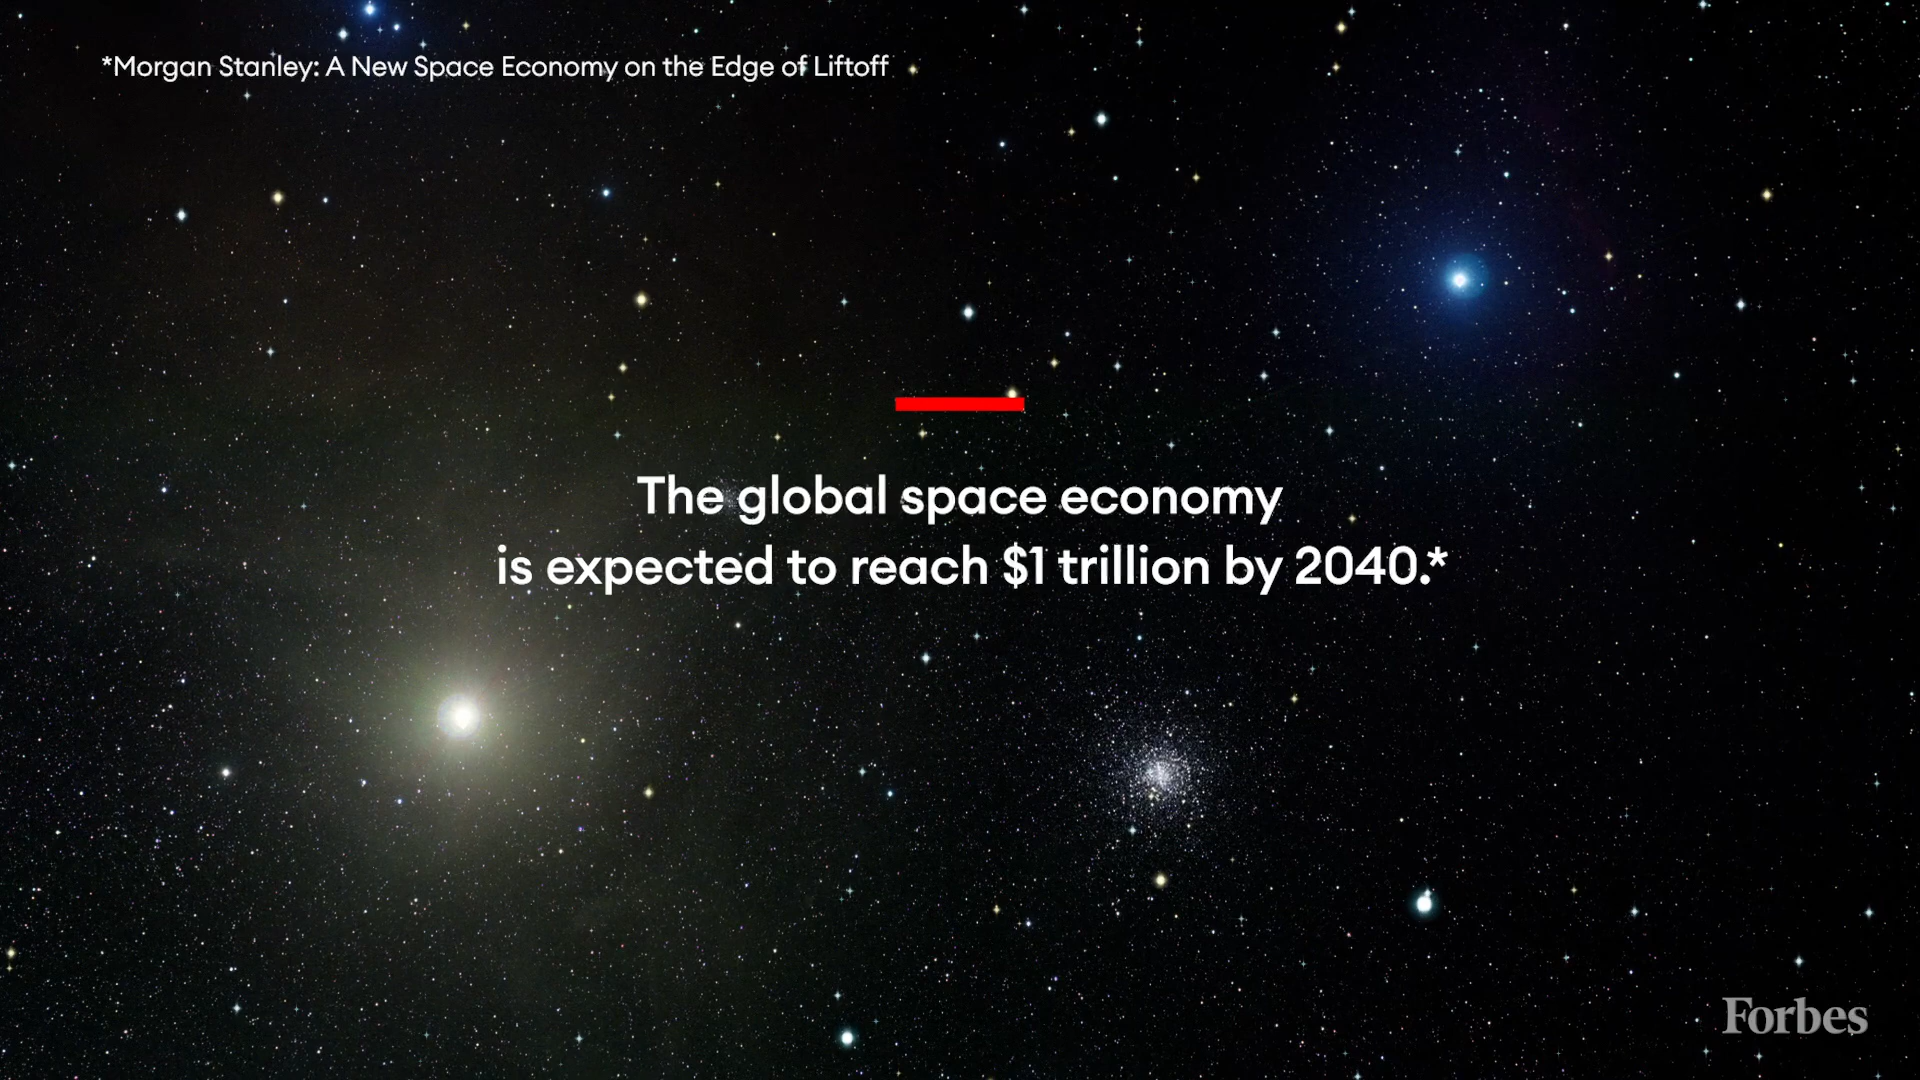 *Morgan Stanley: A New Space Economy on the Edge of Liftoff
The global space economy
is expected to reach $1 trillion by 2040.*
Forbes